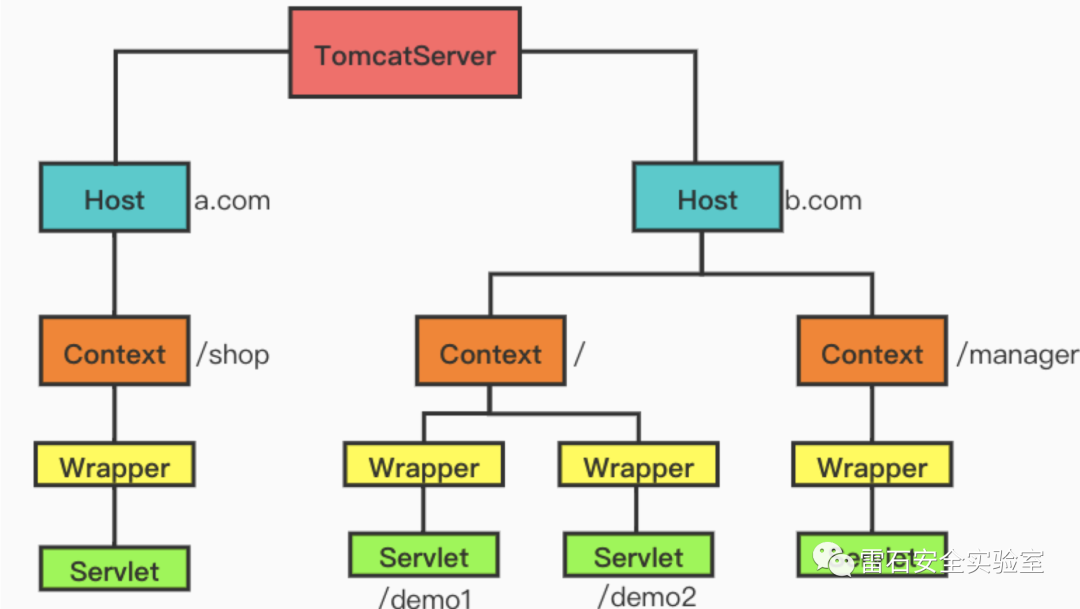 TomcatServer
Host
a.com
Host
b.com
Context
/shop
Context
/
Context
/manager
Wrapper
Wrapper
Wrapper
Wrapper
Servlet
Servlet
Servlet
Servlet
雷石安全实验室
/demo1
/demo2